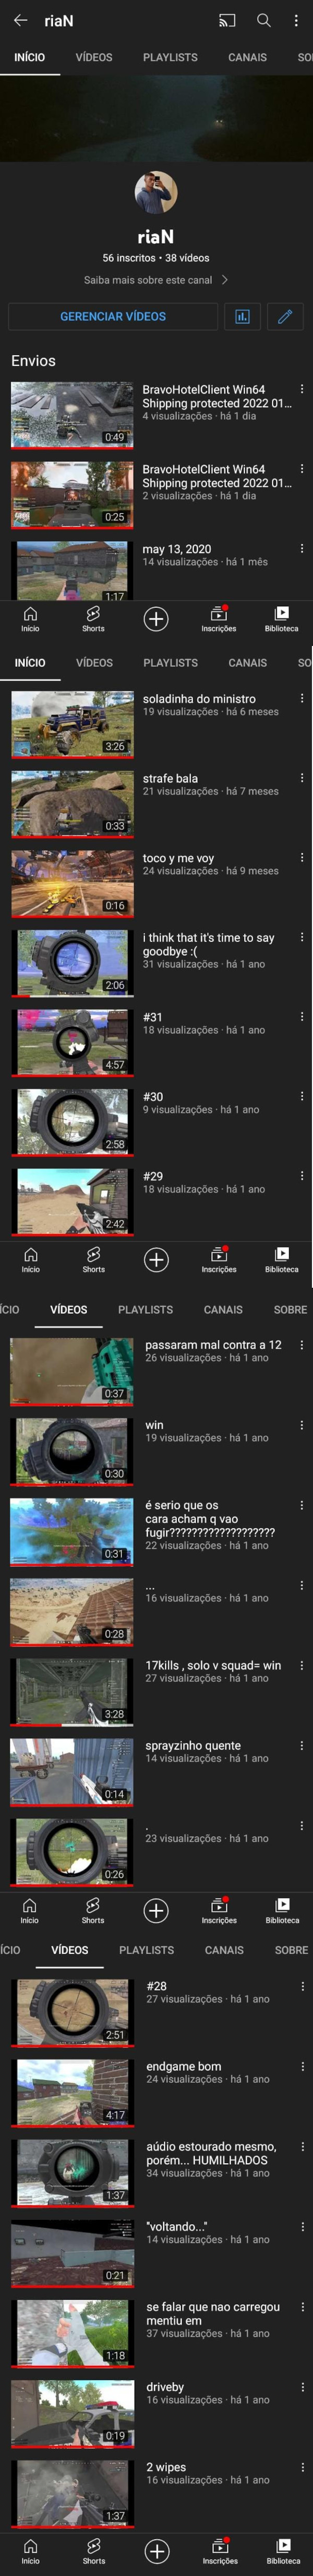 riaN
INÍCIO VÍDEOS PLAYLISTS CANAIS SO
riaN
56 inscritos • 38 vídeos
Saiba mais sobre este canal
GERENCIAR VÍDEOS
Envios
BravoHotelClient Win64
Shipping protected 2022 01...
4 visualizações · há 1 dia
0:49
BravoHotelClient Win64
Shipping protected 2022 01...
2 visualizações · há 1 dia
0:25
may 13, 2020
14 visualizações · há 1 mês
1:17
Início Shorts Inscrições Biblioteca
INÍCIO VÍDEOS PLAYLISTS CANAIS SO
soladinha do ministro
19 visualizações · há 6 meses
3:26
strafe bala
21 visualizações · há 7 meses
0:33
toco y me voy
24 visualizações · há 9 meses
0:16
i think that it's time to say
goodbye :(
31 visualizações · há 1 ano
2:06
#31
18 visualizações · há 1 ano
4:57
#30
9 visualizações · há 1 ano
2:58
#29
18 visualizações · há 1 ano
2:42
Início Shorts Inscrições Biblioteca
ÍCIO VÍDEOS PLAYLISTS CANAIS SOBRE
passaram mal contra a 12
26 visualizações · há 1 ano
0:37
win
19 visualizações · há 1 ano
0:30
é serio que os
cara acham q vao
fugir???????????????????
22 visualizações · há 1 ano
0:31
...
16 visualizações · há 1 ano
0:28
17kills , solo v squad= win
27 visualizações · há 1 ano
3:28
sprayzinho quente
14 visualizações · há 1 ano
0:14
.
23 visualizações · há 1 ano
0:26
Início Shorts Inscrições Biblioteca
ÍCIO VÍDEOS PLAYLISTS CANAIS SOBRE
#28
27 visualizações · há 1 ano
2:51
endgame bom
24 visualizações · há 1 ano
4:17
aúdio estourado mesmo,
porém... HUMILHADOS
34 visualizações · há 1 ano
1:37
"voltando..."
14 visualizações · há 1 ano
0:21
se falar que nao carregou
mentiu em
37 visualizações · há 1 ano
1:18
driveby
16 visualizações · há 1 ano
0:19
2 wipes
16 visualizações · há 1 ano
1:37
Início Shorts Inscrições Biblioteca